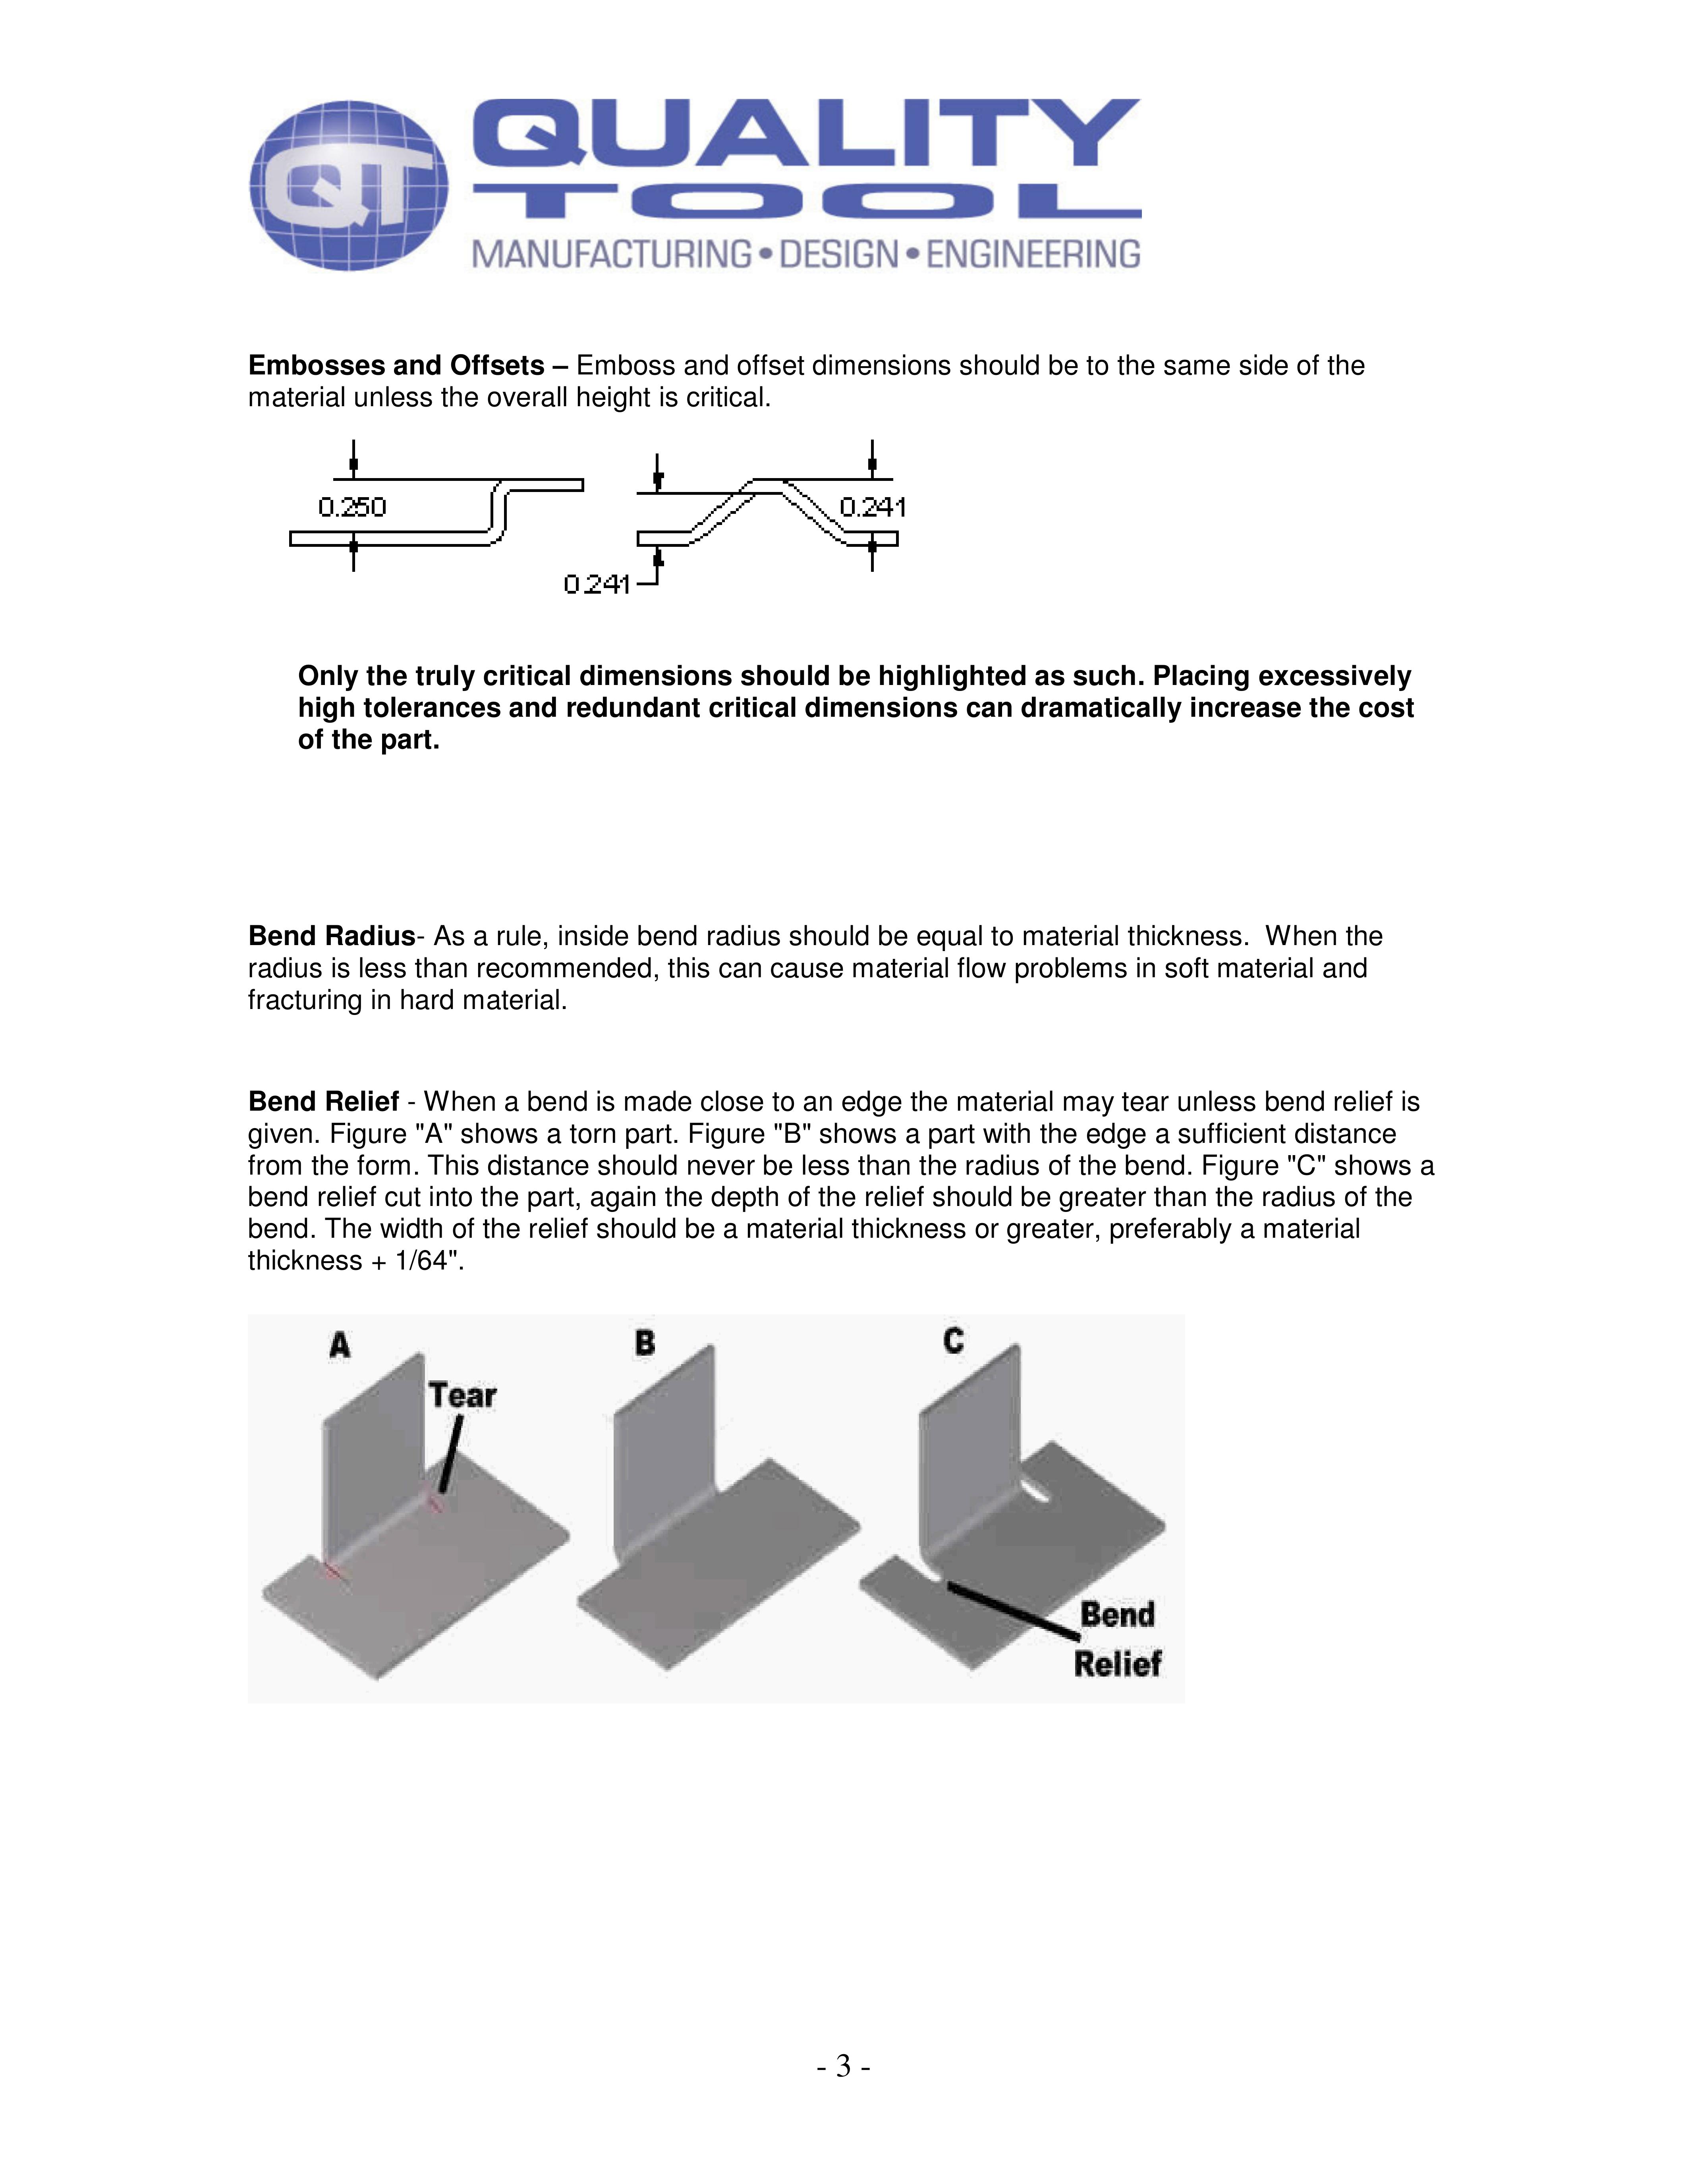 QT
QUALITY
TOOL
MANUFACTURING • DESIGN • ENGINEERING
Embosses and Offsets – Emboss and offset dimensions should be to the same side of the
material unless the overall height is critical.
0.250
0.241
0.241
Only the truly critical dimensions should be highlighted as such. Placing excessively
high tolerances and redundant critical dimensions can dramatically increase the cost
of the part.
Bend Radius- As a rule, inside bend radius should be equal to material thickness.  When the
radius is less than recommended, this can cause material flow problems in soft material and
fracturing in hard material.
Bend Relief - When a bend is made close to an edge the material may tear unless bend relief is
given. Figure "A" shows a torn part. Figure "B" shows a part with the edge a sufficient distance
from the form. This distance should never be less than the radius of the bend. Figure "C" shows a
bend relief cut into the part, again the depth of the relief should be greater than the radius of the
bend. The width of the relief should be a material thickness or greater, preferably a material
thickness + 1/64".
A
B
C
Tear
Bend
Relief
- 3 -